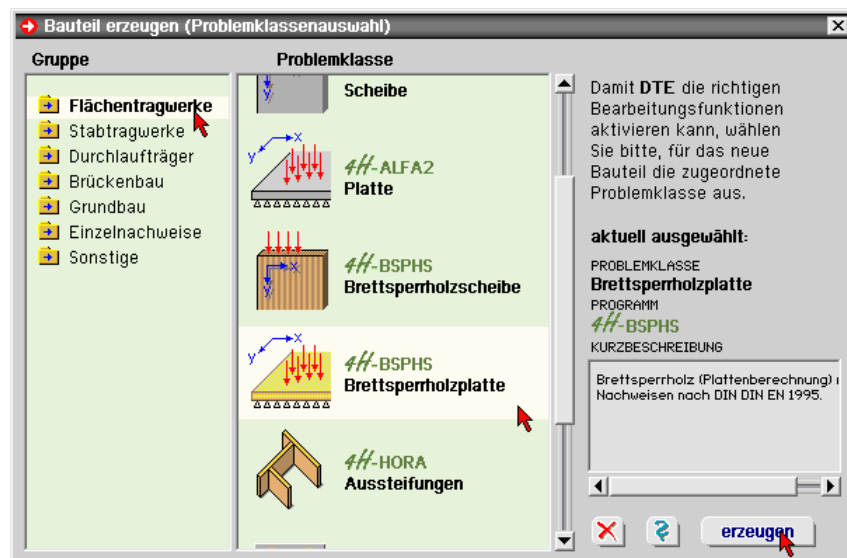 Bauteil erzeugen (Problemklassenauswahl)
Gruppe
Flächentragwerke
Stabtragwerke
Durchlaufträger
Brückenbau
Grundbau
Einzelnachweise
Sonstige
Problemklasse
y
Scheibe
x
y
4H-ALFA2
Platte
x
y
4H-BSPHS
Brettsperrholzscheibe
x
y
4H-BSPHS
Brettsperrholzplatte
4H-HORA
Aussteifungen
Damit DTE die richtigen
Bearbeitungsfunktionen
aktivieren kann, wählen
Sie bitte, für das neue
Bauteil die zugeordnete
Problemklasse aus.
aktuell ausgewählt:
PROBLEMKLASSE
Brettsperrholzplatte
PROGRAMM
4H-BSPHS
KURZBESCHREIBUNG
Brettsperrholz (Plattenberechnung)
Nachweisen nach DIN DIN EN 1995.
erzeugen